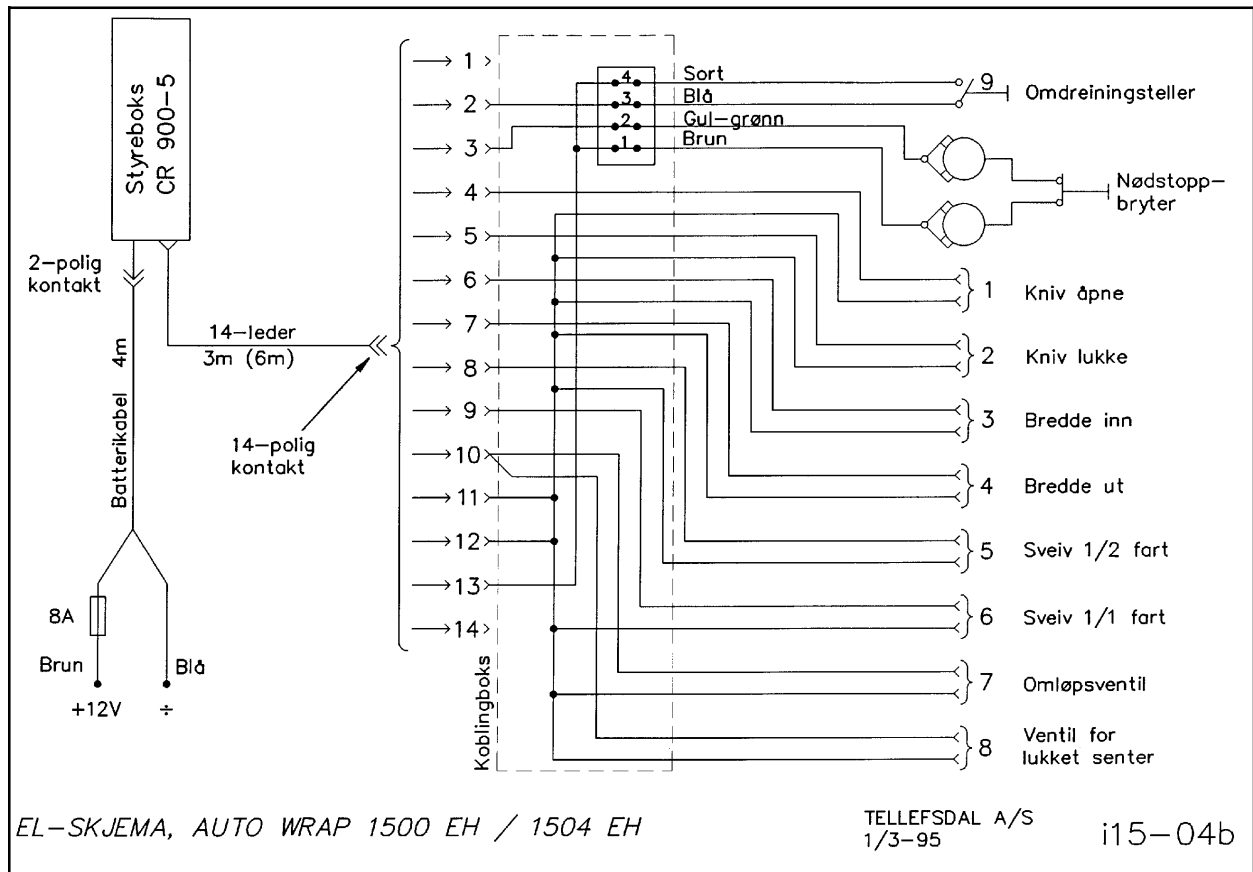 Styreboks
CR 900-5
2-polig
kontakt
14-leder
3m (6m)
14-polig
kontakt
Batterikabel 4m
8A
Brun
Blå
+12V
÷
1
2
3
4
5
6
7
8
9
10
11
12
13
14
Koblingboks
4
3
2
1
Sort
Blå
Gul-grønn
Brun
9 Omdreiningsteller
Nødstopp-
bryter
1 Kniv åpne
2 Kniv lukke
3 Bredde inn
4 Bredde ut
5 Sveiv 1/2 fart
6 Sveiv 1/1 fart
7 Omløpsventil
8 Ventil for
lukket senter
EL-SKJEMA, AUTO WRAP 1500 EH / 1504 EH
TELLEFSDAL A/S
1/3-95
i15-04b